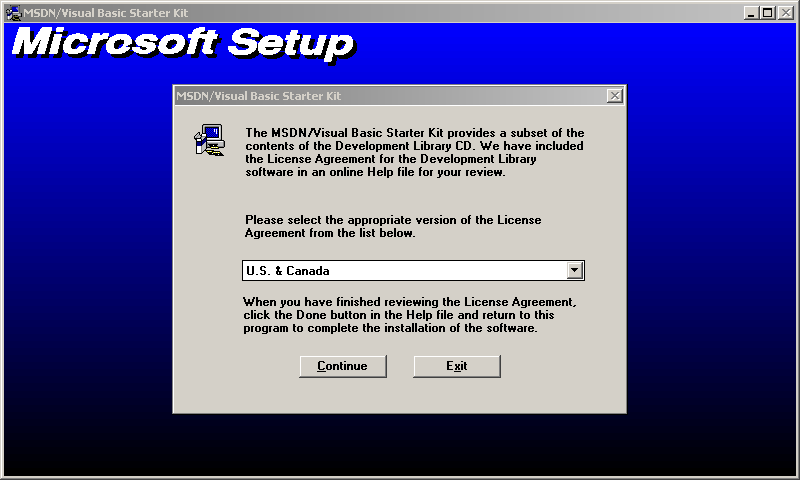 MSDN/Visual Basic Starter Kit
Microsoft Setup
MSDN/Visual Basic Starter Kit
The MSDN/Visual Basic Starter Kit provides a subset of the
contents of the Development Library CD. We have included
the License Agreement for the Development Library
software in an online Help file for your review.
Please select the appropriate version of the License
Agreement from the list below.
U.S. & Canada
When you have finished reviewing the License Agreement,
click the Done button in the Help file and return to this
program to complete the installation of the software.
Continue
Exit